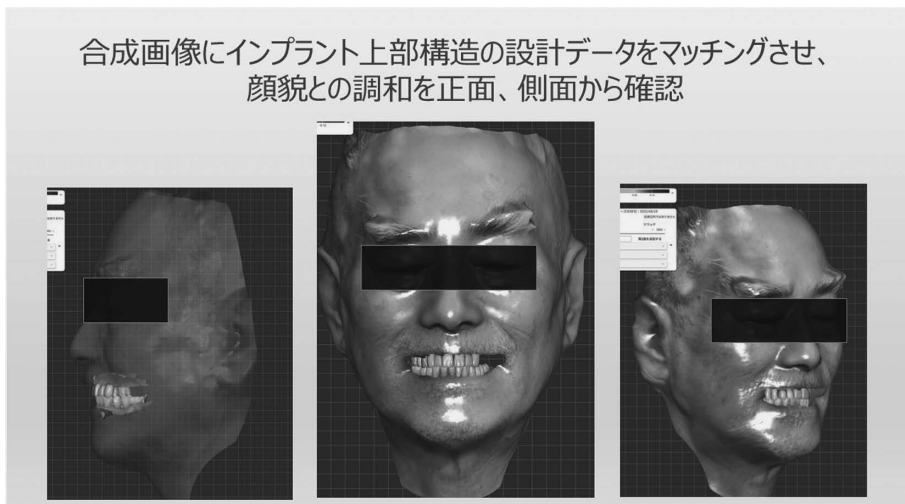 合成画像にインプラント上部構造の設計データをマッチングさせ、
顔貌との調和を正面、側面から確認